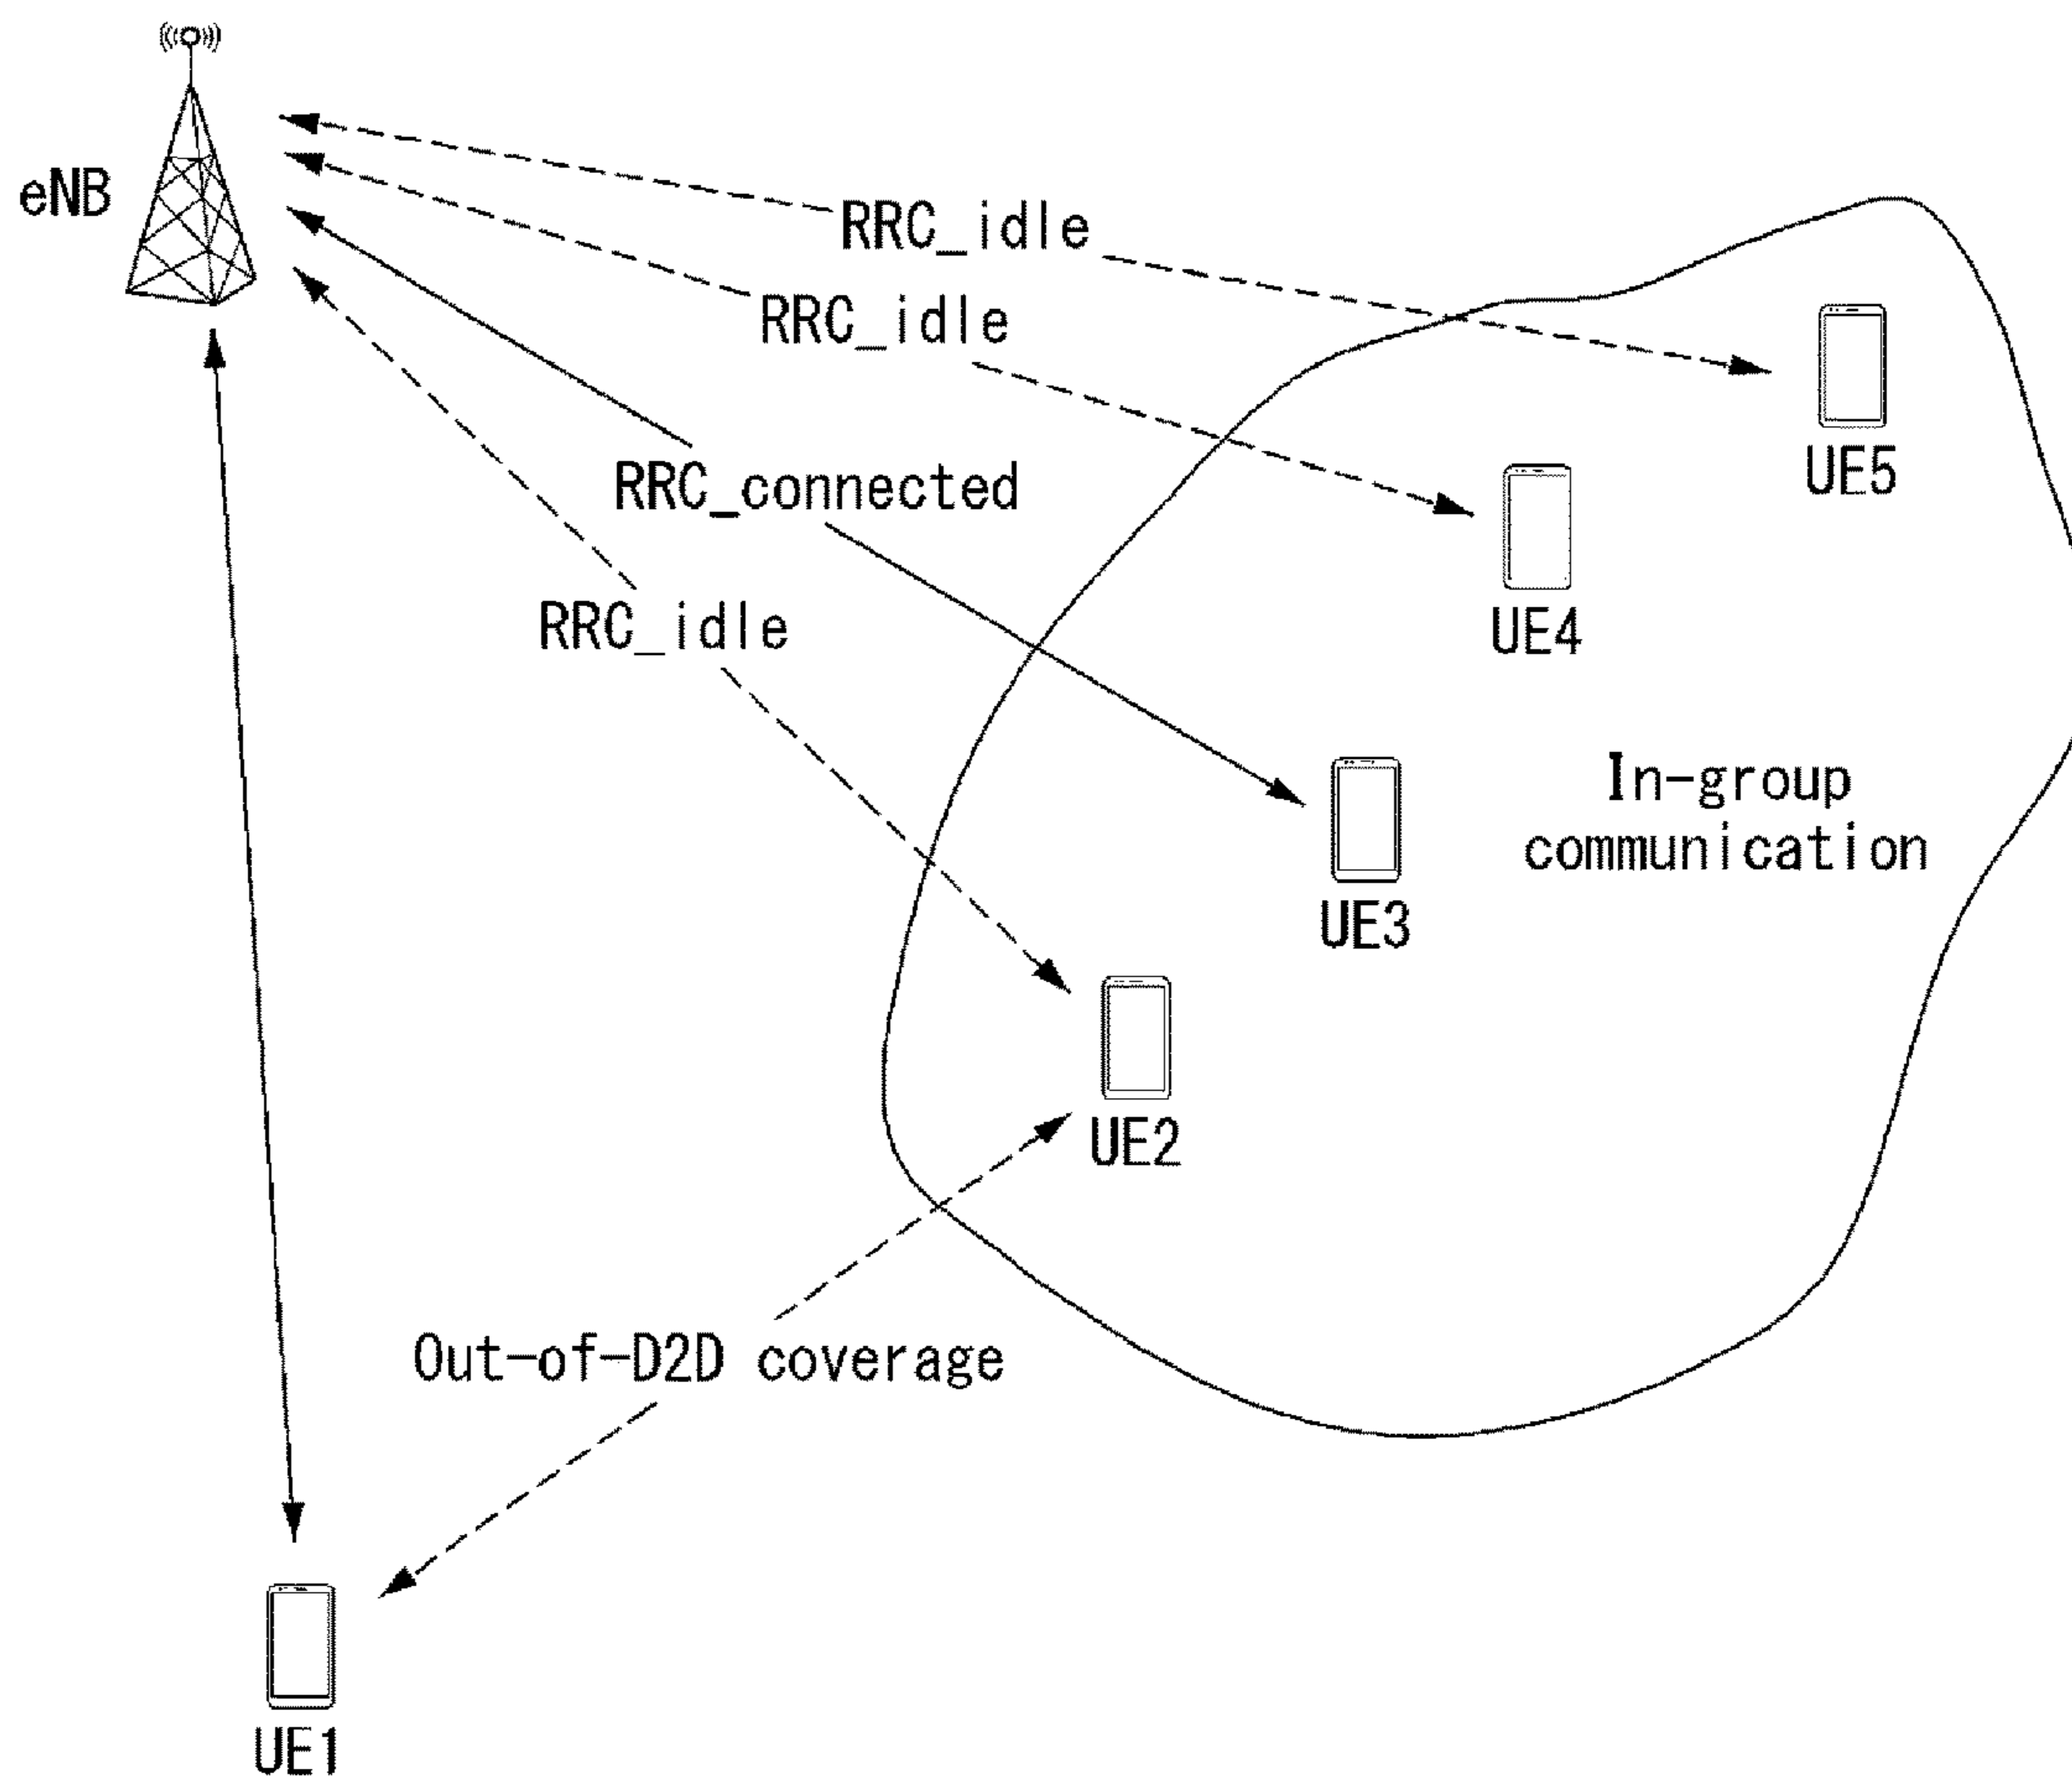 eNB
RRC_idle
RRC_idle
RRC_connected
RRC_idle
UE5
UE4
In-group
communication
UE3
UE2
Out-of-D2D coverage
UE1